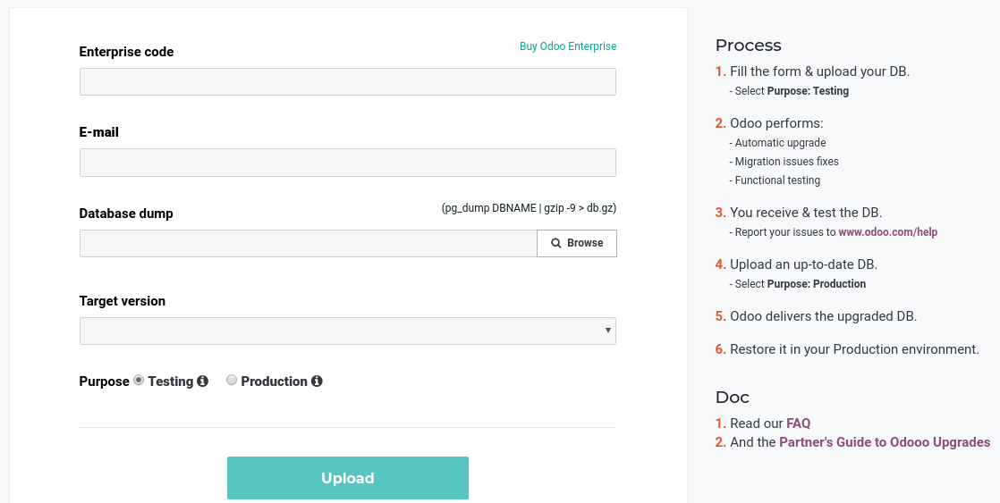 Enterprise code
Buy Odoo Enterprise
E-mail
Database dump
(pg_dump DBNAME | gzip -9 > db.gz)
Browse
Target version
Purpose Testing Production
Upload
Process
1. Fill the form & upload your DB.
- Select Purpose: Testing
2. Odoo performs:
- Automatic upgrade
- Migration issues fixes
- Functional testing
3. You receive & test the DB.
- Report your issues to www.odoo.com/help
4. Upload an up-to-date DB.
- Select Purpose: Production
5. Odoo delivers the upgraded DB.
6. Restore it in your Production environment.
Doc
1. Read our FAQ
2. And the Partner's Guide to Odooo Upgrades